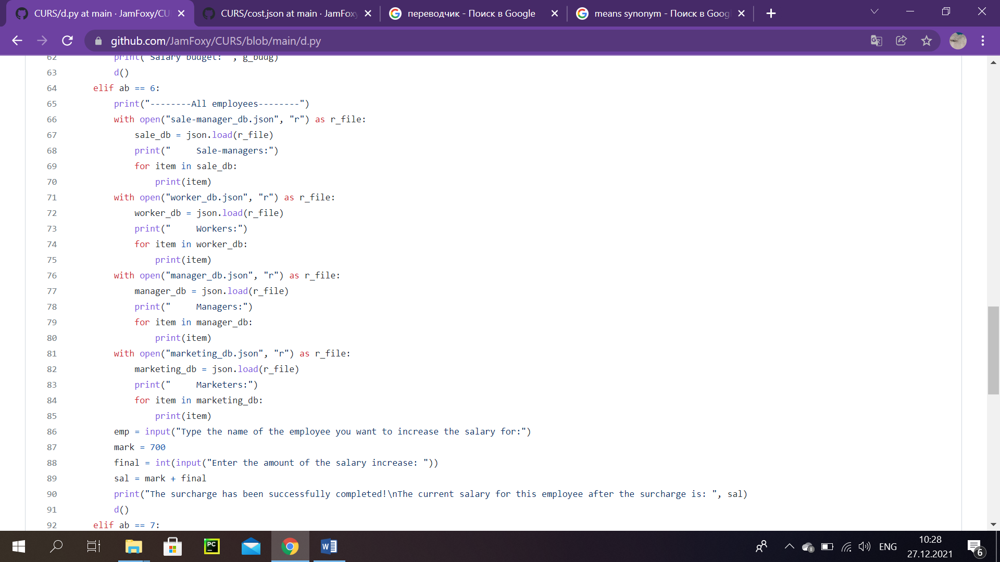 CURS/d.py at main · JamFoxy/CU
CURS/cost.json at main · JamFoxy
переводчик - Поиск в Google
means synonym - Поиск в Goog
github.com/JamFoxy/CURS/blob/main/d.py
62 print("Salary budget: ", g_budg)
63 d()
64 elif ab == 6:
65 print("--------All employees--------")
66 with open("sale-manager_db.json", "r") as r_file:
67 sale_db = json.load(r_file)
68 print("     Sale-managers:")
69 for item in sale_db:
70 print(item)
71 with open("worker_db.json", "r") as r_file:
72 worker_db = json.load(r_file)
73 print("     Workers:")
74 for item in worker_db:
75 print(item)
76 with open("manager_db.json", "r") as r_file:
77 manager_db = json.load(r_file)
78 print("     Managers:")
79 for item in manager_db:
80 print(item)
81 with open("marketing_db.json", "r") as r_file:
82 marketing_db = json.load(r_file)
83 print("     Marketers:")
84 for item in marketing_db:
85 print(item)
86 emp = input("Type the name of the employee you want to increase the salary for:")
87 mark = 700
88 final = int(input("Enter the amount of the salary increase: "))
89 sal = mark + final
90 print("The surcharge has been successfully completed!\nThe current salary for this employee after the surcharge is: ", sal)
91 d()
92 elif ab == 7:
PC
W
ENG
10:28
27.12.2021
6